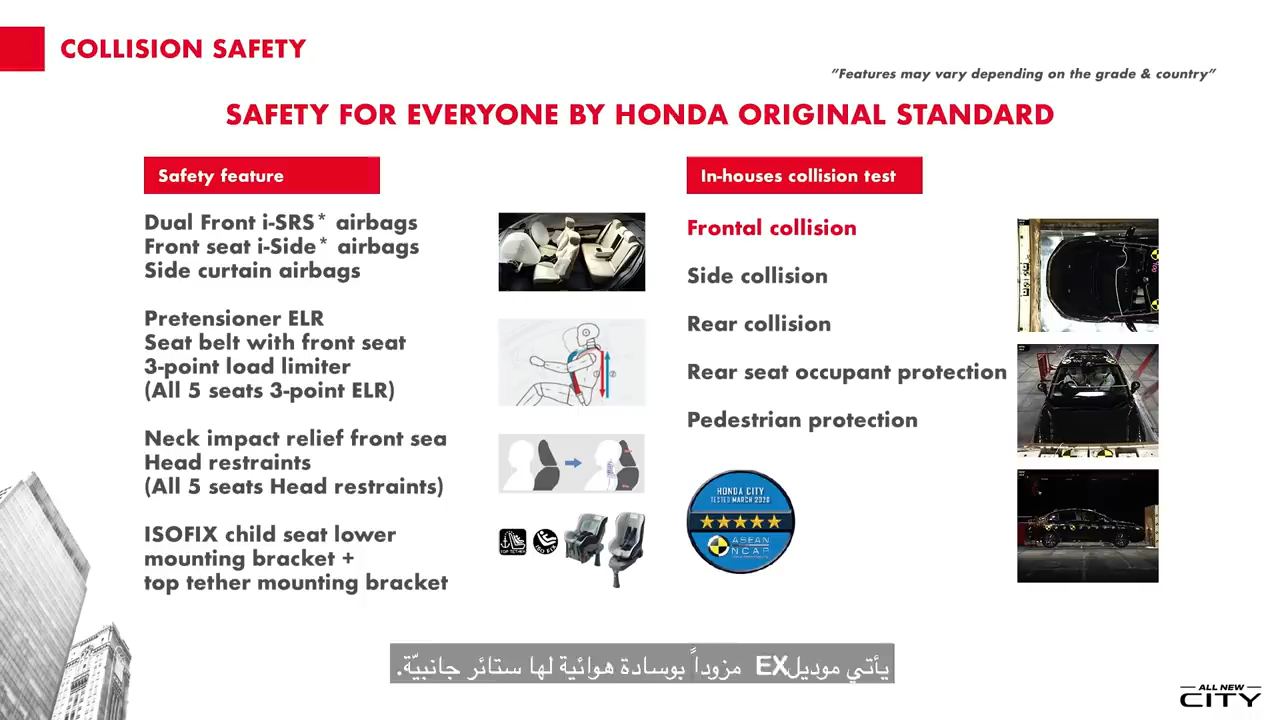 COLLISION SAFETY
"Features may vary depending on the grade & country"
SAFETY FOR EVERYONE BY HONDA ORIGINAL STANDARD
Safety feature
Dual Front i-SRS* airbags
Front seat i-Side* airbags
Side curtain airbags
Pretensioner ELR
Seat belt with front seat
3-point load limiter
(All 5 seats 3-point ELR)
Neck impact relief front sea
Head restraints
(All 5 seats Head restraints)
ISOFIX child seat lower
mounting bracket +
top tether mounting bracket
TOP TETHER
ISO FIX
In-houses collision test
Frontal collision
Side collision
Rear collision
Rear seat occupant protection
Pedestrian protection
HONDA CITY
TESTED MARCH 2020
ASEAN
NCAP
يأتي موديلEX مزوداً بوسادة هوائية لها ستائر جانبيّة.
ALL NEW
CITY